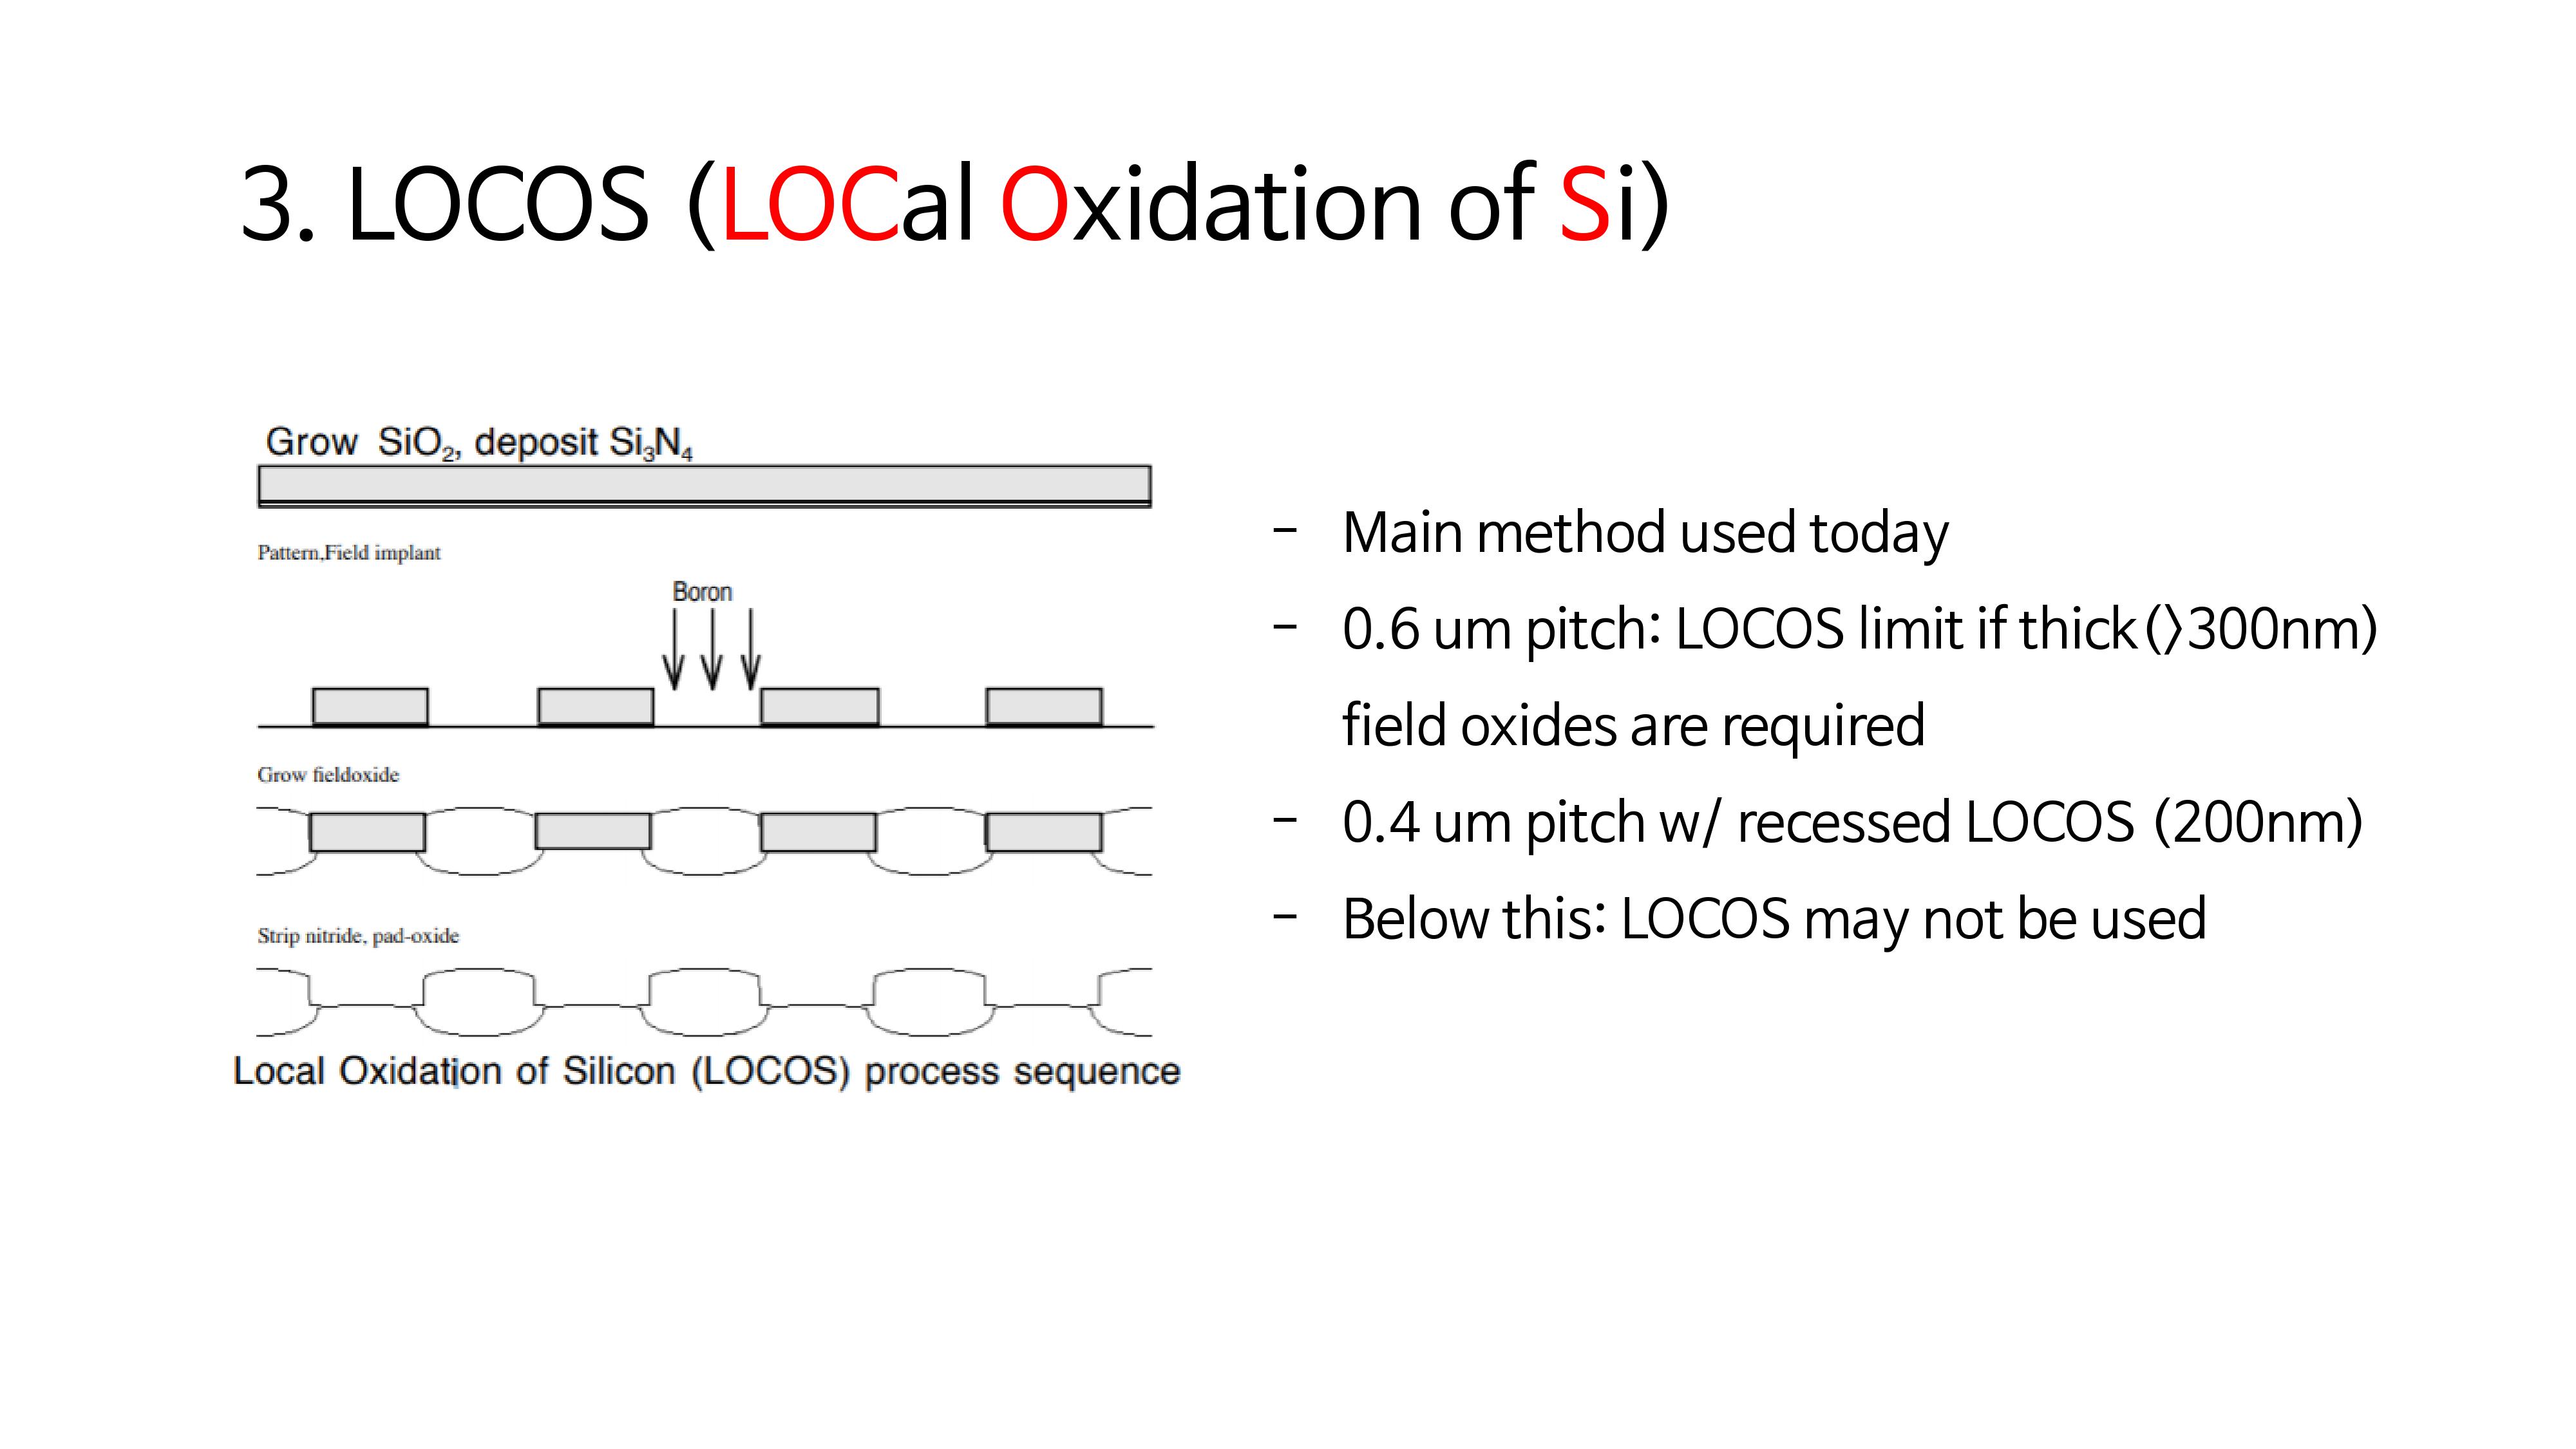 3. LOCOS (LOCal Oxidation of Si)
Grow SiO₂, deposit Si₃N₄
Pattern,Field implant
Boron
Grow fieldoxide
Strip nitride, pad-oxide
Local Oxidation of Silicon (LOCOS) process sequence
- Main method used today
- 0.6 um pitch: LOCOS limit if thick(>300nm)
field oxides are required
- 0.4 um pitch w/ recessed LOCOS (200nm)
- Below this: LOCOS may not be used